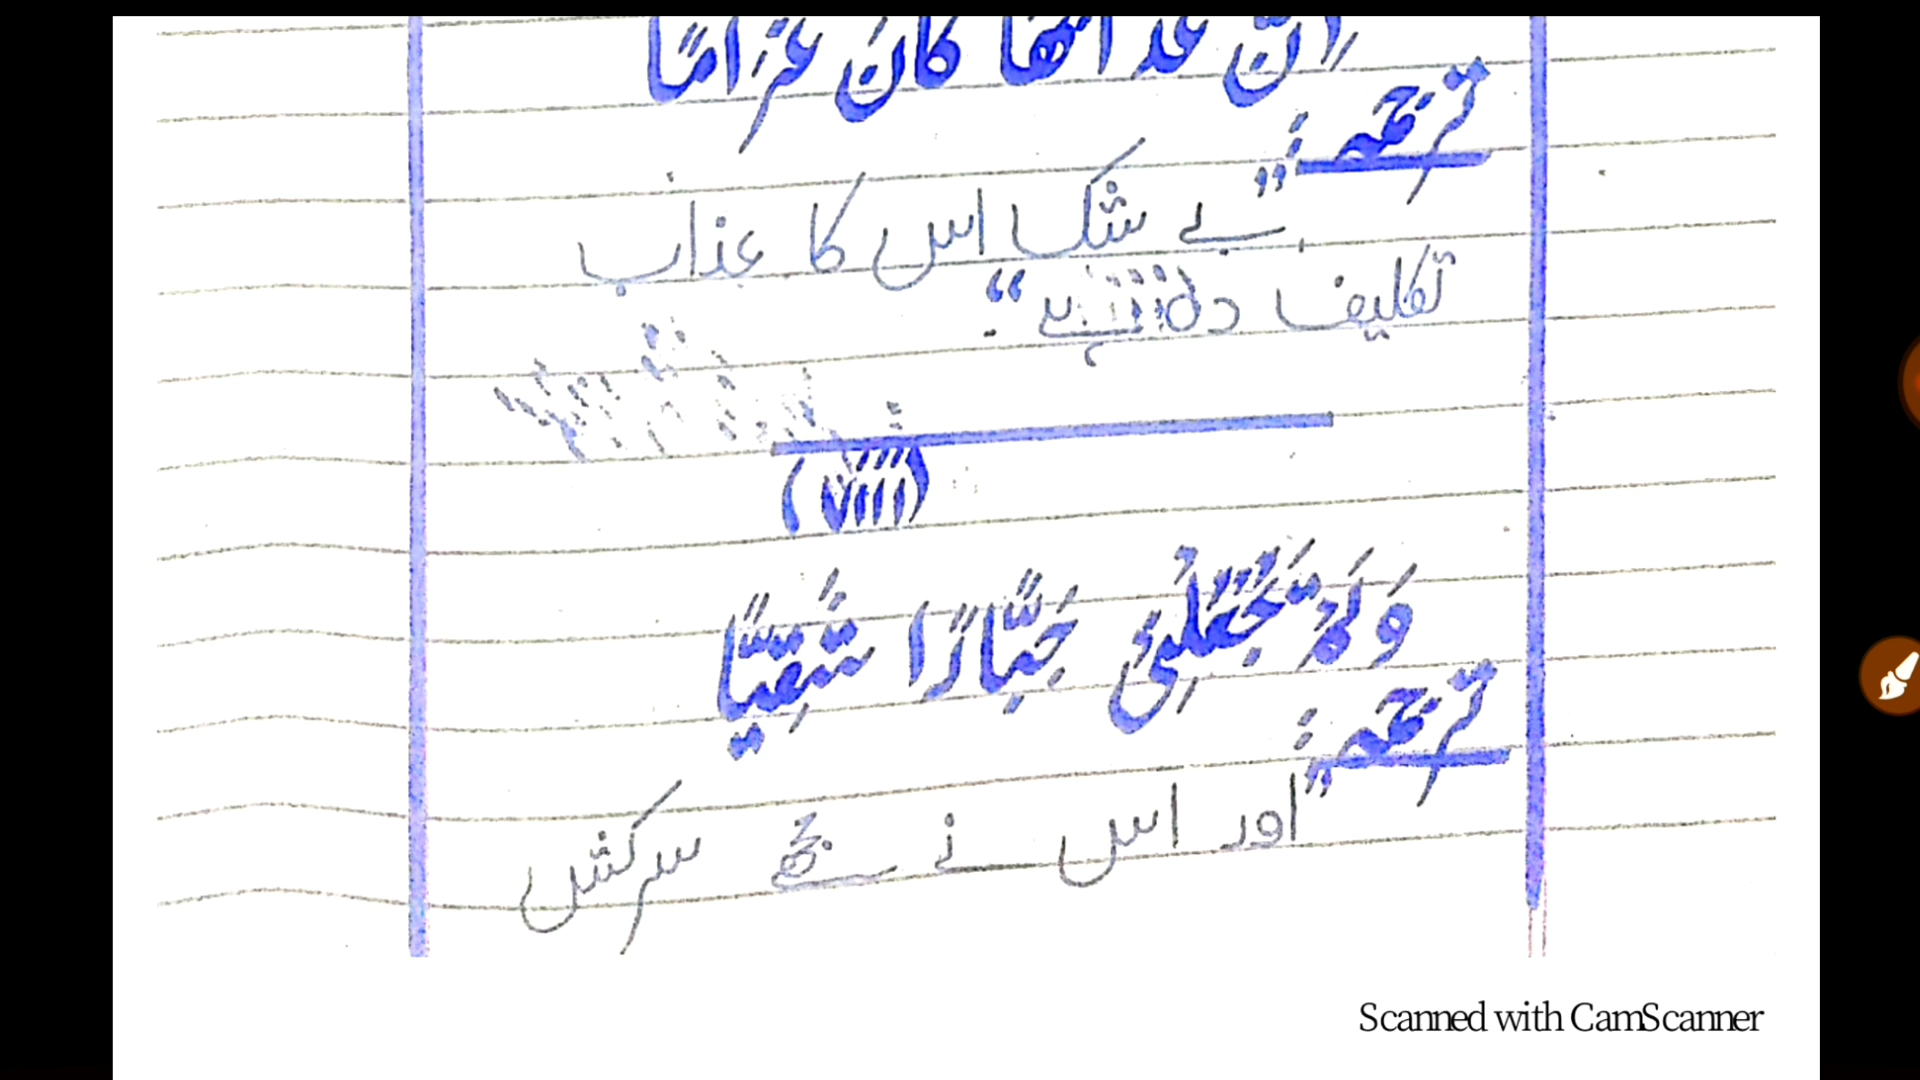 اِنَّ عَذَابَهَا كَانَ غَرَامًا
ترجمہ:
"بے شک اس کا عذاب
تکلیف دہ ہے"۔
(VIII)
وَلَمْ يَجْعَلْنِىْ جَبَّارًا شَقِيًّا
ترجمہ:
"اور اس نے مجھے سرکش
Scanned with CamScanner